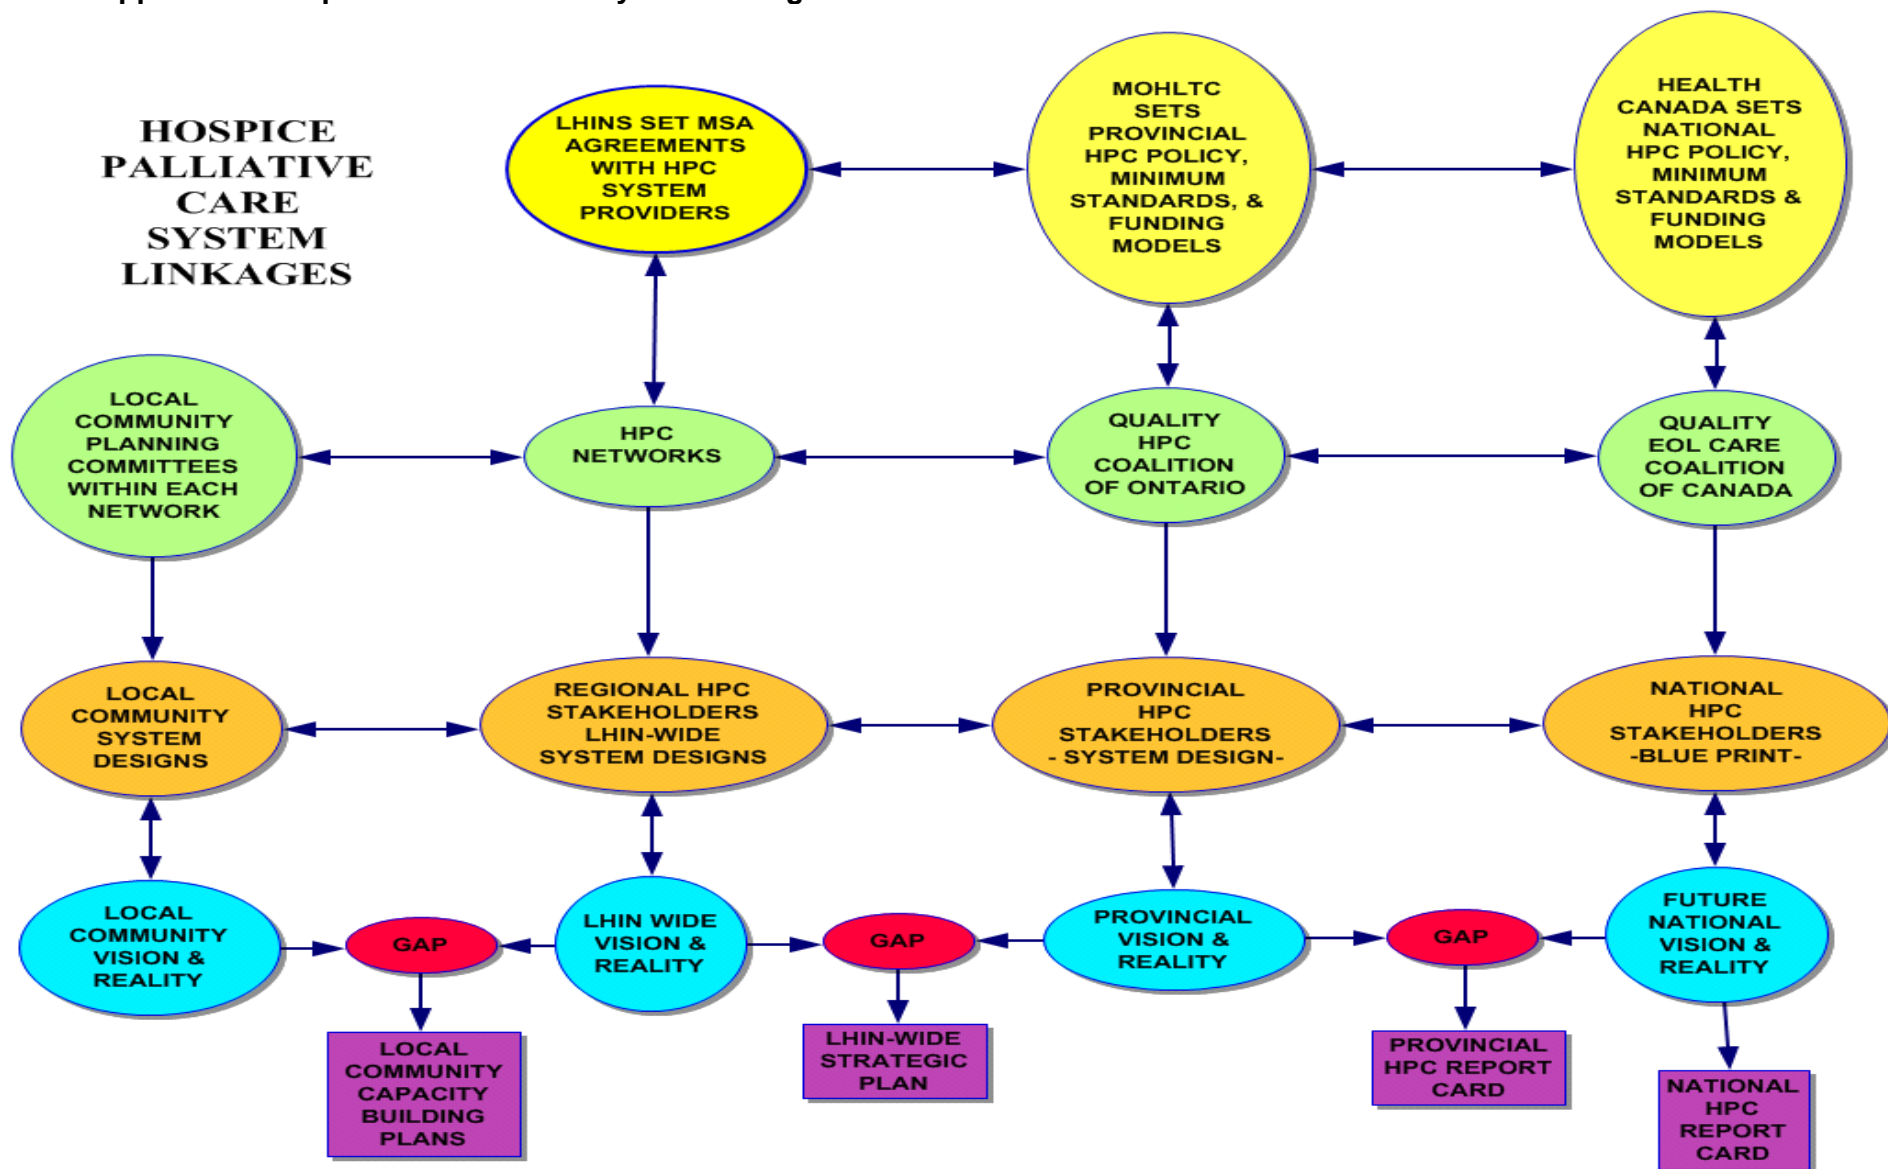 HOSPICE
PALLIATIVE
CARE
SYSTEM
LINKAGES
LHINS SET MSA
AGREEMENTS
WITH HPC
SYSTEM
PROVIDERS
MOHLTC
SETS
PROVINCIAL
HPC POLICY,
MINIMUM
STANDARDS, &
FUNDING
MODELS
HEALTH
CANADA SETS
NATIONAL
HPC POLICY,
MINIMUM
STANDARDS &
FUNDING
MODELS
LOCAL
COMMUNITY
PLANNING
COMMITTEES
WITHIN EACH
NETWORK
HPC
NETWORKS
QUALITY
HPC
COALITION
OF ONTARIO
QUALITY
EOL CARE
COALITION
OF CANADA
LOCAL
COMMUNITY
SYSTEM
DESIGNS
REGIONAL HPC
STAKEHOLDERS
LHIN-WIDE
SYSTEM DESIGNS
PROVINCIAL
HPC
STAKEHOLDERS
- SYSTEM DESIGN-
NATIONAL
HPC
STAKEHOLDERS
-BLUE PRINT-
LOCAL
COMMUNITY
VISION &
REALITY
GAP
LHIN WIDE
VISION &
REALITY
GAP
PROVINCIAL
VISION &
REALITY
GAP
FUTURE
NATIONAL
VISION &
REALITY
LOCAL
COMMUNITY
CAPACITY
BUILDING
PLANS
LHIN-WIDE
STRATEGIC
PLAN
PROVINCIAL
HPC REPORT
CARD
NATIONAL
HPC
REPORT
CARD